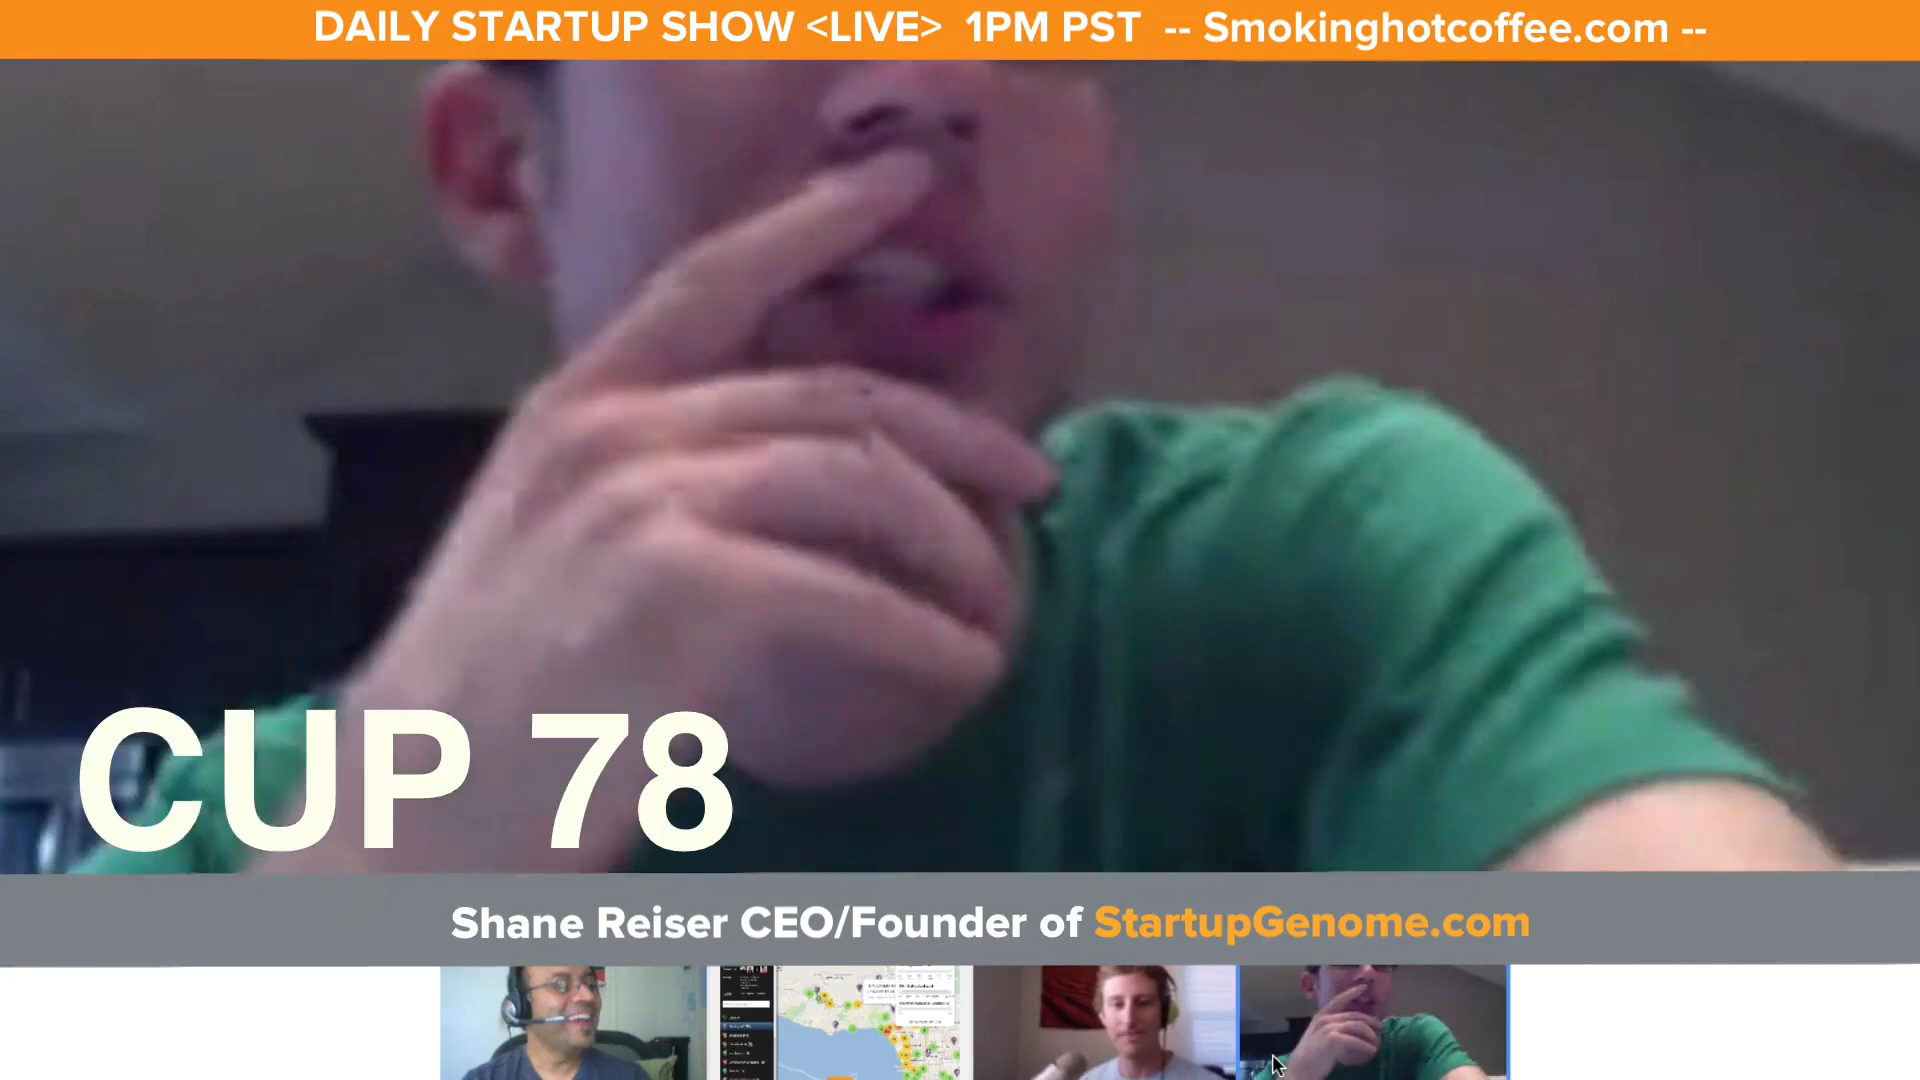 DAILY STARTUP SHOW <LIVE> 1PM PST -- Smokinghotcoffee.com --
CUP 78
Shane Reiser CEO/Founder of StartupGenome.com